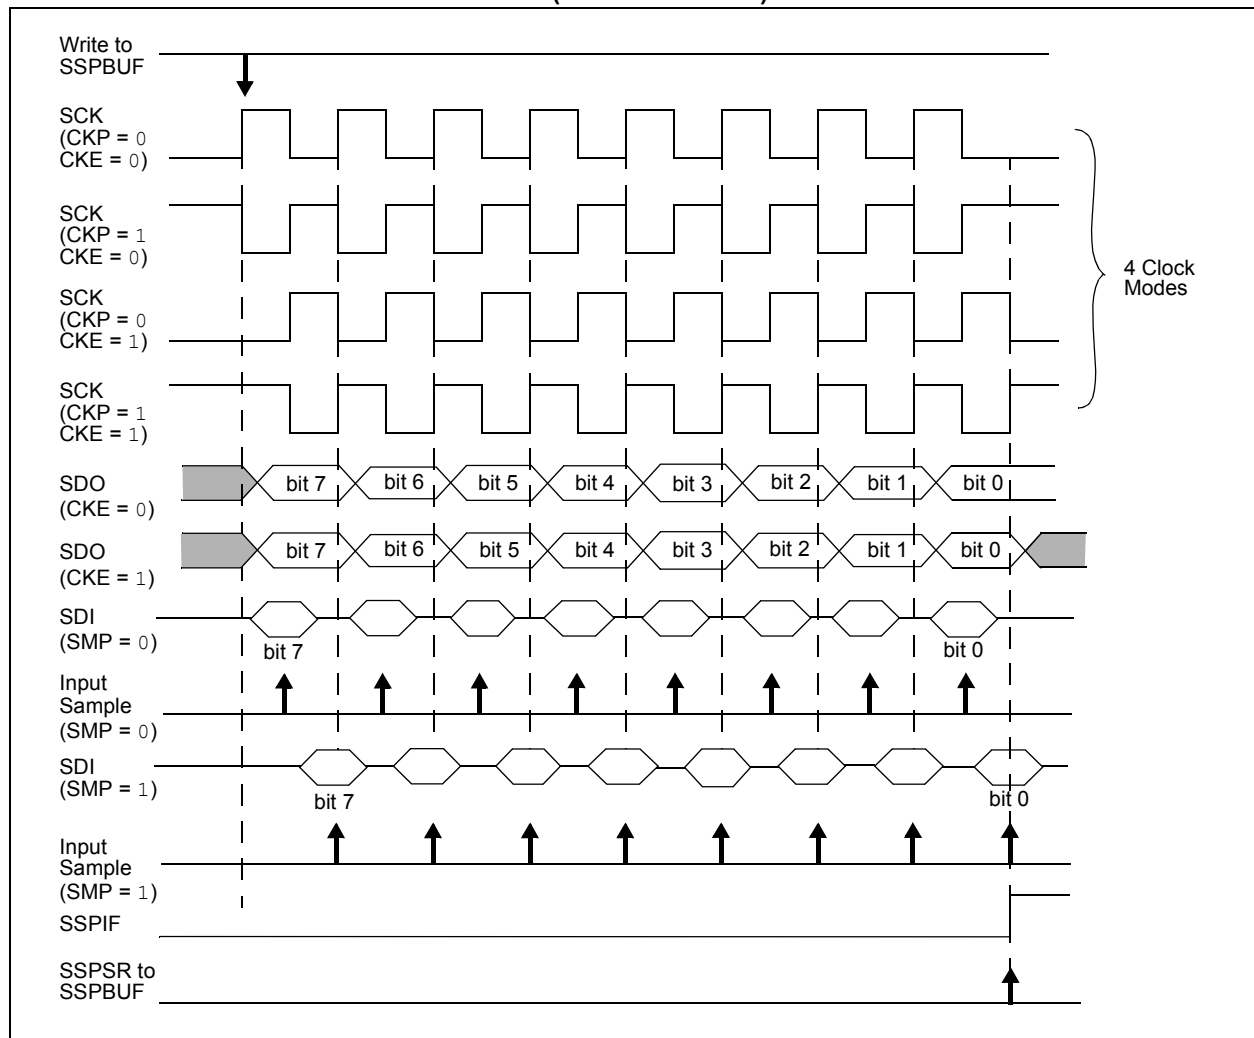 Write to
SSPBUF
SCK
(CKP = 0
CKE = 0)
SCK
(CKP = 1
CKE = 0)
SCK
(CKP = 0
CKE = 1)
SCK
(CKP = 1
CKE = 1)
4 Clock
Modes
SDO
(CKE = 0)
bit 7 bit 6 bit 5 bit 4 bit 3 bit 2 bit 1 bit 0
SDO
(CKE = 1)
bit 7 bit 6 bit 5 bit 4 bit 3 bit 2 bit 1 bit 0
SDI
(SMP = 0)
bit 7 bit 0
Input
Sample
(SMP = 0)
SDI
(SMP = 1)
bit 7 bit 0
Input
Sample
(SMP = 1)
SSPIF
SSPSR to
SSPBUF